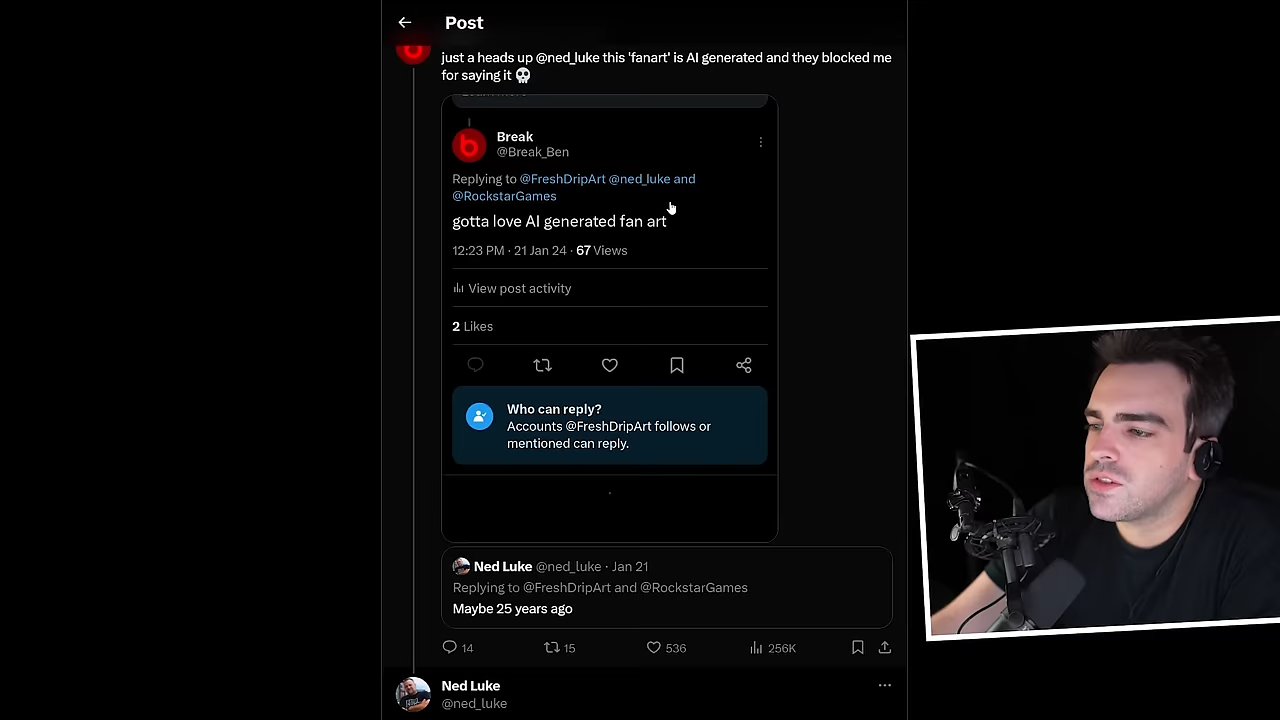 Post
just a heads up @ned_luke this 'fanart' is AI generated and they blocked me
for saying it 💀
Break
@Break_Ben
Replying to @FreshDripArt @ned_luke and
@RockstarGames
gotta love AI generated fan art
12:23 PM · 21 Jan 24 · 67 Views
View post activity
2 Likes
Who can reply?
Accounts @FreshDripArt follows or
mentioned can reply.
Ned Luke @ned_luke · Jan 21
Replying to @FreshDripArt and @RockstarGames
Maybe 25 years ago
14 15 536 256K
Ned Luke
@ned_luke